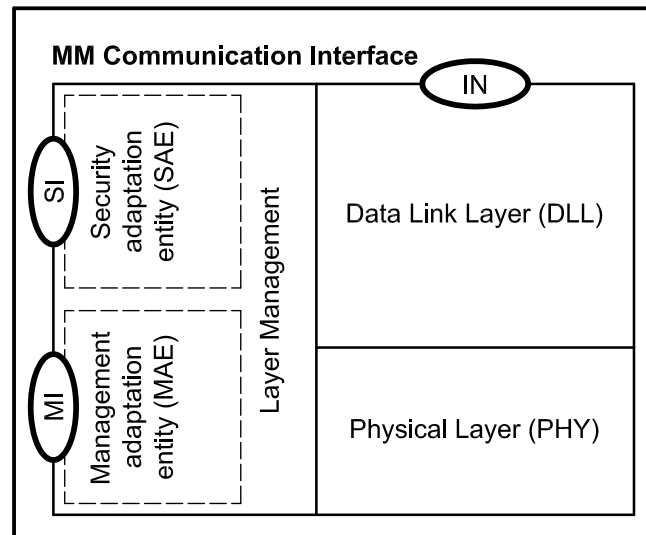 MM Communication Interface
IN
SI
Security
adaptation
entity (SAE)
MI
Management
adaptation
entity (MAE)
Layer Management
Data Link Layer (DLL)
Physical Layer (PHY)